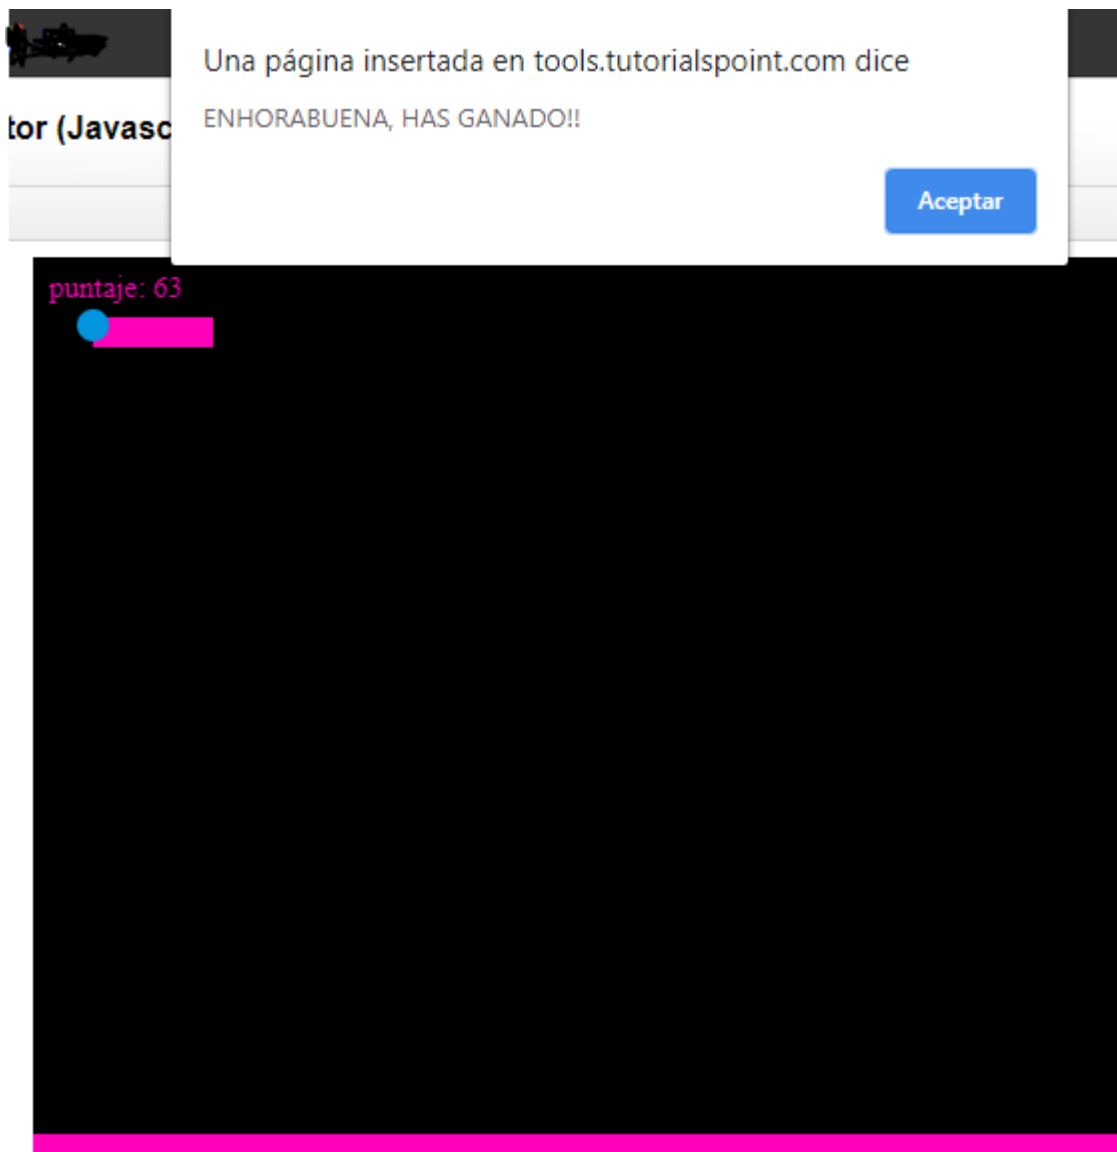 Una página insertada en tools.tutorialspoint.com dice
ENHORABUENA, HAS GANADO!!
Aceptar
tor (Javasc
puntaje: 63